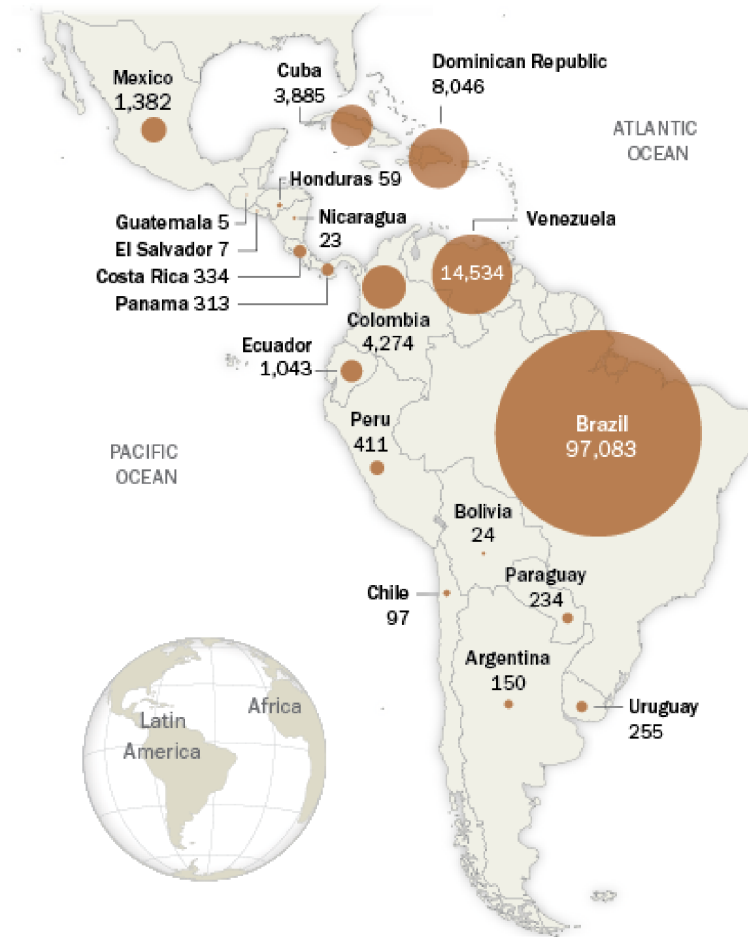 Mexico
1,382
Cuba
3,885
Dominican Republic
8,046
ATLANTIC
OCEAN
Honduras 59
Guatemala 5
Nicaragua
23
El Salvador 7
Costa Rica 334
Panama 313
Venezuela
14,534
Colombia
4,274
Ecuador
1,043
Brazil
97,083
Peru
411
PACIFIC
OCEAN
Bolivia
24
Paraguay
234
Chile
97
Argentina
150
Uruguay
255
Latin
America
Africa